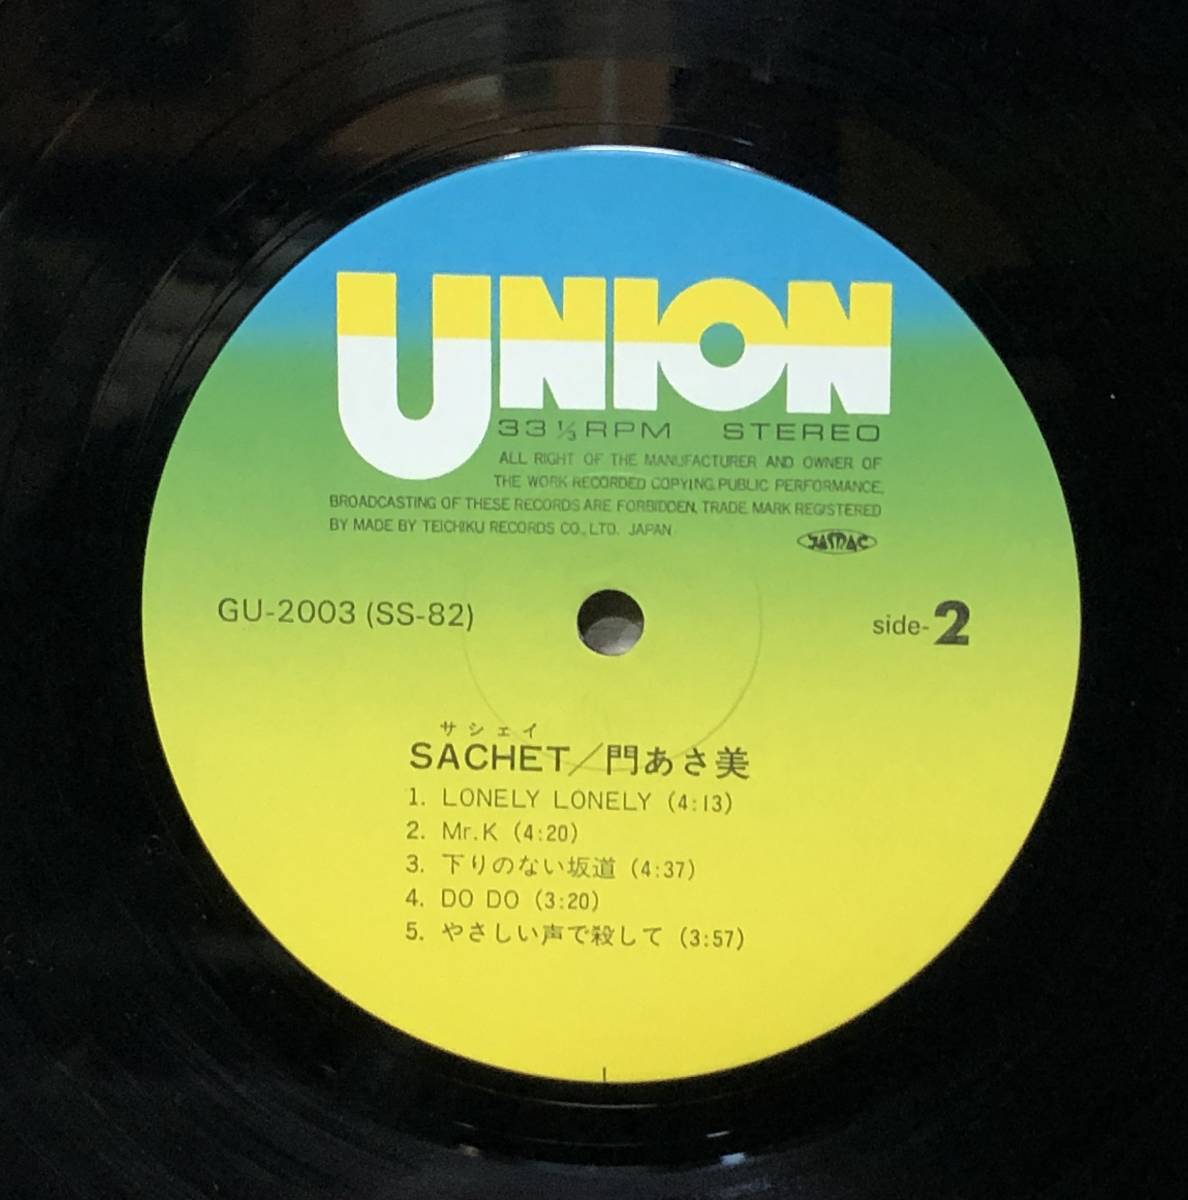 UNION
33 1/3 RPM STEREO
ALL RIGHT OF THE MANUFACTURER AND OWNER OF
THE WORK RECORDED COPYING, PUBLIC PERFORMANCE,
BROADCASTING OF THESE RECORDS ARE FORBIDDEN, TRADE MARK REGISTERED
BY MADE BY TEICHIKU RECORDS CO., LTD. JAPAN
JASRAC
GU-2003 (SS-82)
side-2
サシェイ
SACHET/門あさ美
1. LONELY LONELY (4:13)
2. Mr.K (4:20)
3. 下りのない坂道 (4:37)
4. DO DO (3:20)
5. やさしい声で殺して (3:57)